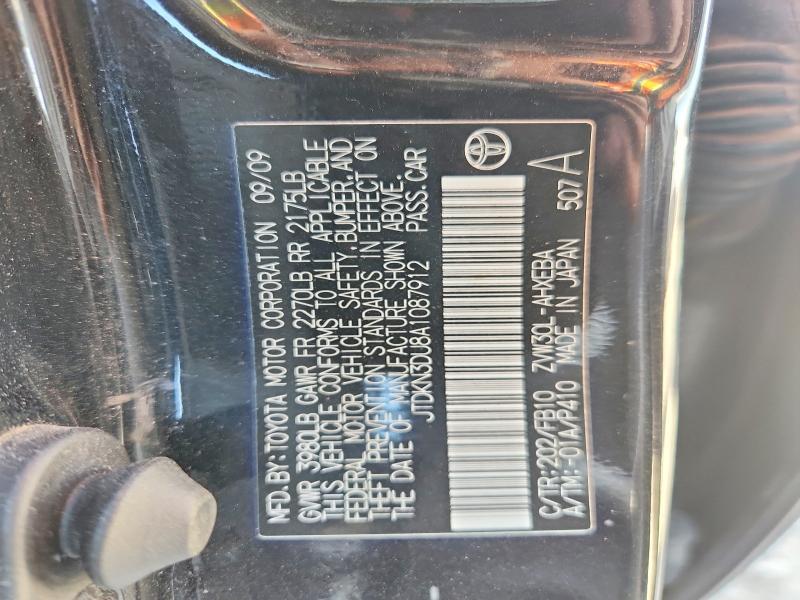 MFD. BY: TOYOTA MOTOR CORPORATION 09/09
GVWR 3980LB GAWR FR 2270LB RR 2175LB
THIS VEHICLE CONFORMS TO ALL APPLICABLE
FEDERAL MOTOR VEHICLE SAFETY, BUMPER, AND
THEFT PREVENTION STANDARDS IN EFFECT ON
THE DATE OF MANUFACTURE SHOWN ABOVE.
JTDKN3DU8A1087912 PASS. CAR
C/TR: 202/FB10 ZVW30L-AHXEBA
A/TM: -01A/P410 MADE IN JAPAN 507 A